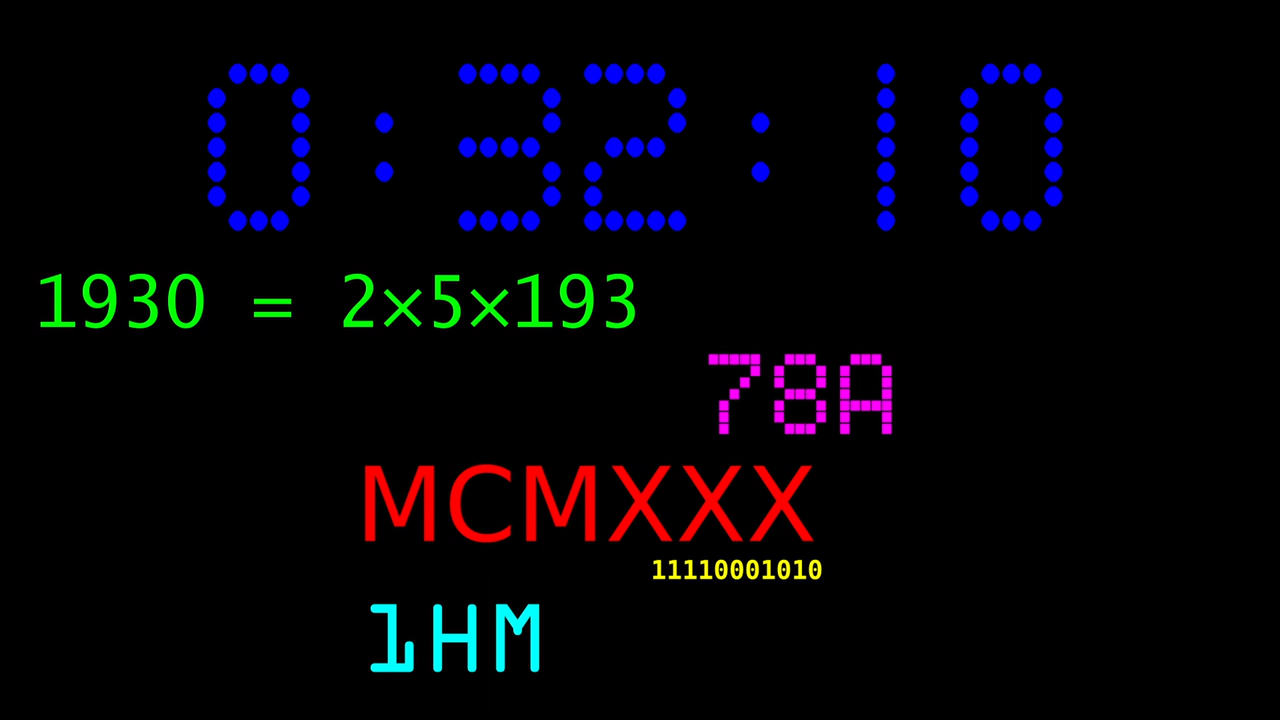 0:32:10
1930 = 2×5×193
78A
MCMXXX
11110001010
1HM